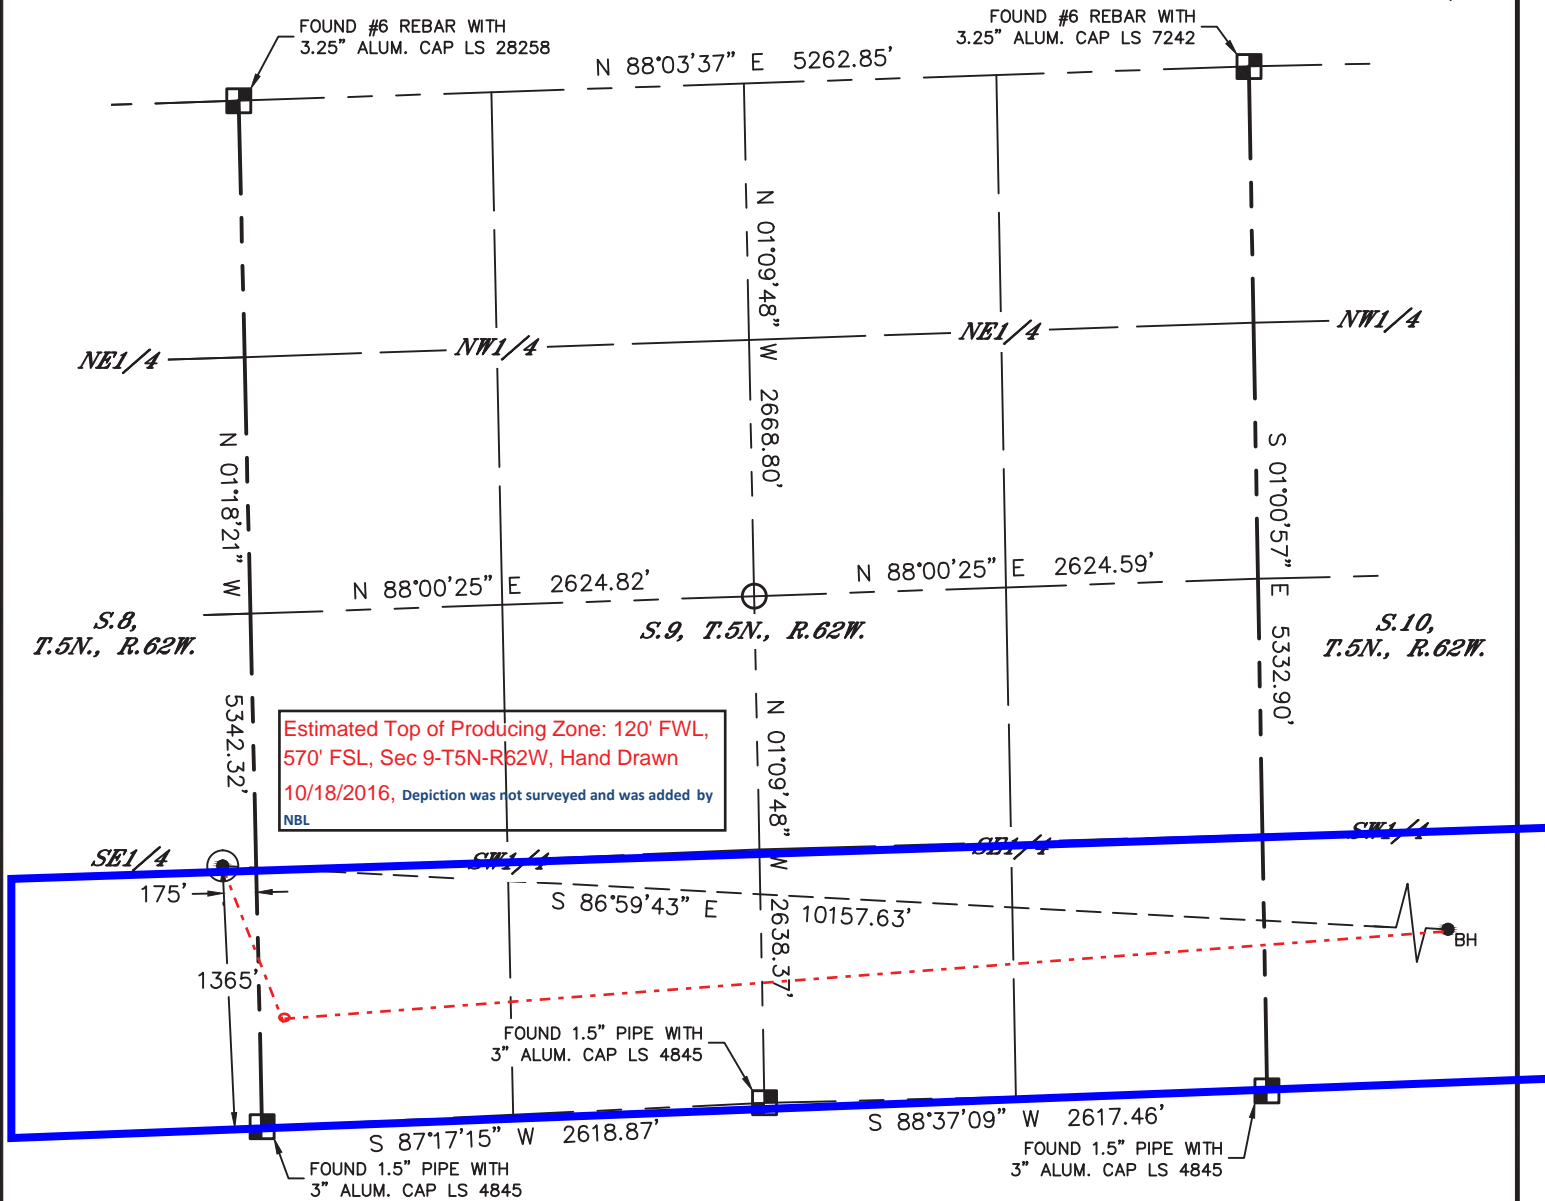 FOUND #6 REBAR WITH
3.25" ALUM. CAP LS 28258
FOUND #6 REBAR WITH
3.25" ALUM. CAP LS 7242
N 88°03'37" E 5262.85'
N 01°09'48" W 2668.80'
NE1/4
NW1/4
NE1/4
NW1/4
N 01°18'21" W 5342.32'
S 01°00'57" E 5332.90'
N 88°00'25" E 2624.82'
N 88°00'25" E 2624.59'
S.8,
T.5N., R.62W.
S.9, T.5N., R.62W.
S.10,
T.5N., R.62W.
Estimated Top of Producing Zone: 120' FWL,
570' FSL, Sec 9-T5N-R62W, Hand Drawn
10/18/2016, Depiction was not surveyed and was added by
NBL
N 01°09'48" W 2638.37'
SE1/4
SW1/4
SE1/4
SW1/4
175'
S 86°59'43" E 10157.63'
BH
1365'
FOUND 1.5" PIPE WITH
3" ALUM. CAP LS 4845
S 87°17'15" W 2618.87'
S 88°37'09" W 2617.46'
FOUND 1.5" PIPE WITH
3" ALUM. CAP LS 4845
FOUND 1.5" PIPE WITH
3" ALUM. CAP LS 4845